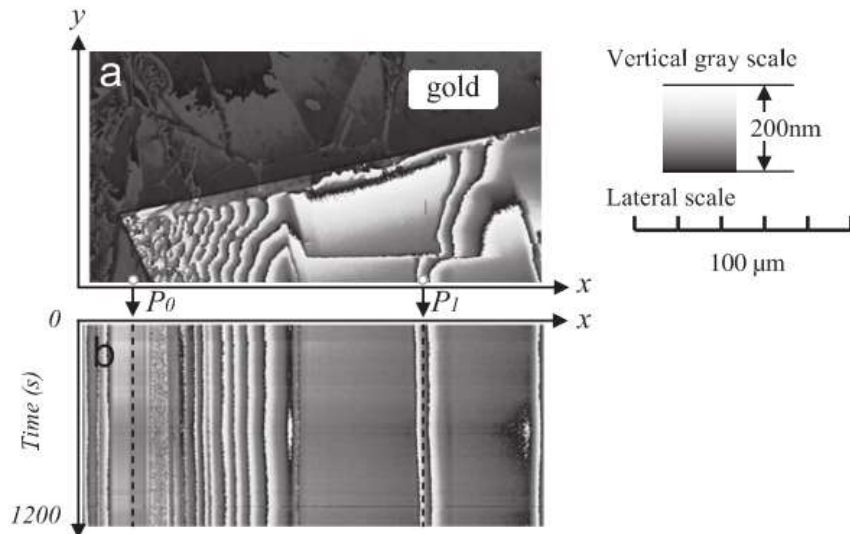 y
a
gold
x
P0
P1
0
x
b
Time (s)
1200
Vertical gray scale
200nm
Lateral scale
100 μm